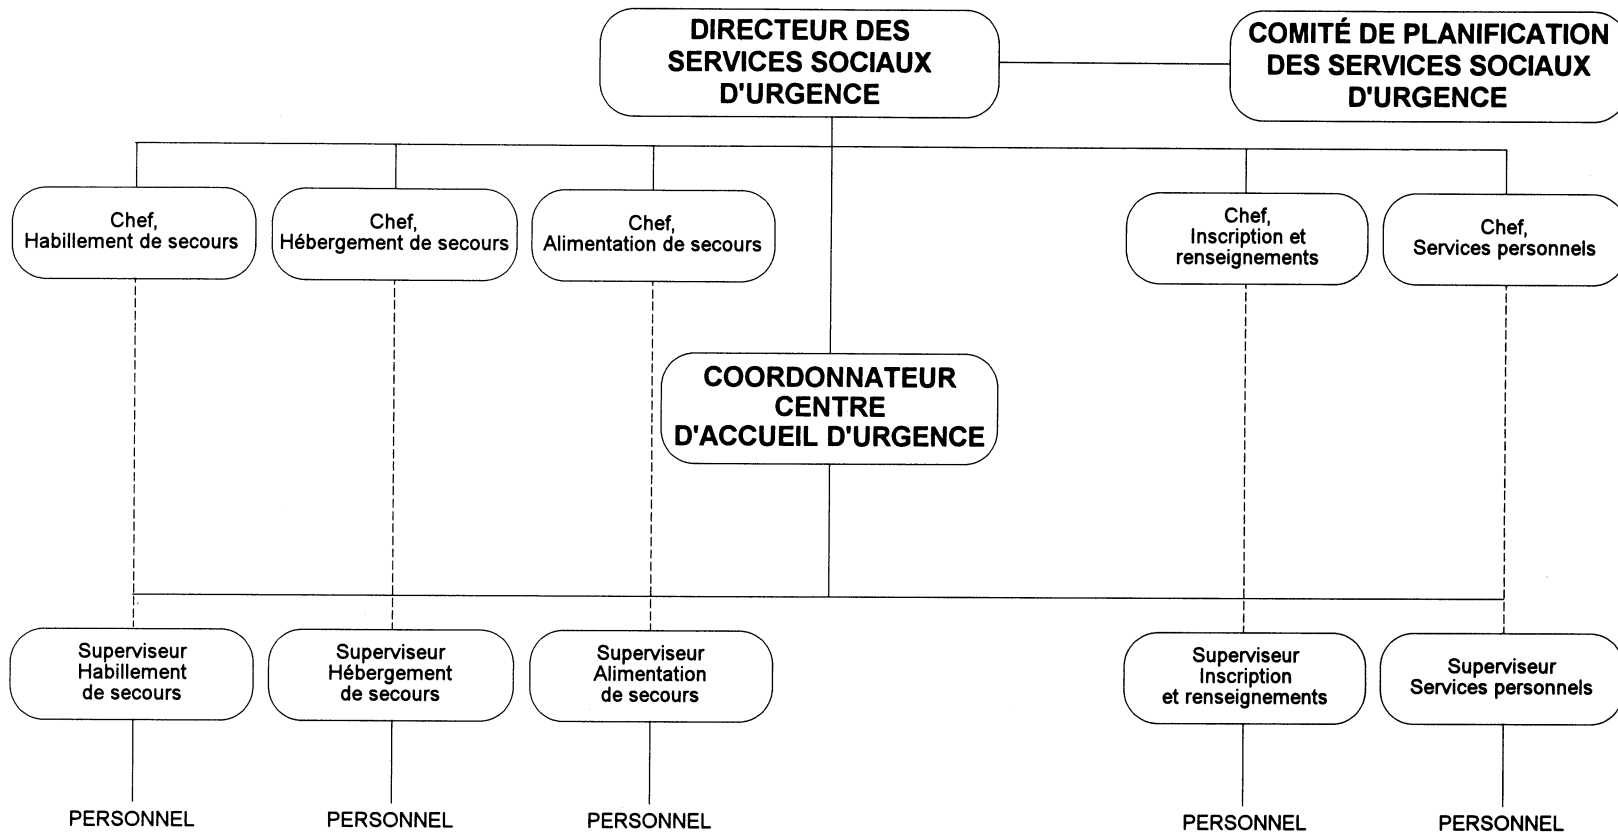 DIRECTEUR DES
SERVICES SOCIAUX
D'URGENCE
COMITÉ DE PLANIFICATION
DES SERVICES SOCIAUX
D'URGENCE
Chef,
Habillement de secours
Chef,
Hébergement de secours
Chef,
Alimentation de secours
Chef,
Inscription et
renseignements
Chef,
Services personnels
COORDONNATEUR
CENTRE
D'ACCUEIL D'URGENCE
Superviseur
Habillement
de secours
Superviseur
Hébergement
de secours
Superviseur
Alimentation
de secours
Superviseur
Inscription
et renseignements
Superviseur
Services personnels
PERSONNEL
PERSONNEL
PERSONNEL
PERSONNEL
PERSONNEL